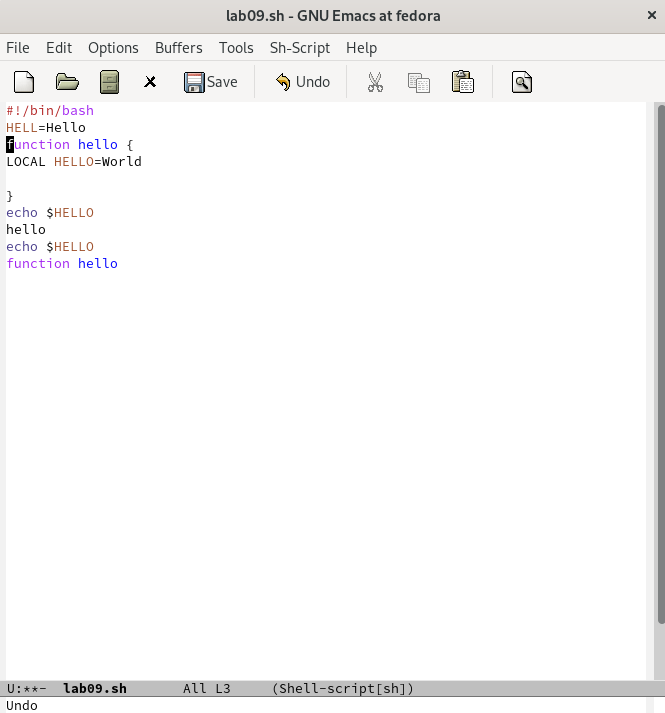 lab09.sh - GNU Emacs at fedora
File Edit Options Buffers Tools Sh-Script Help
Save Undo
#!/bin/bash
HELL=Hello
function hello {
LOCAL HELLO=World
}
echo $HELLO
hello
echo $HELLO
function hello
U:**- lab09.sh All L3 (Shell-script[sh])
Undo